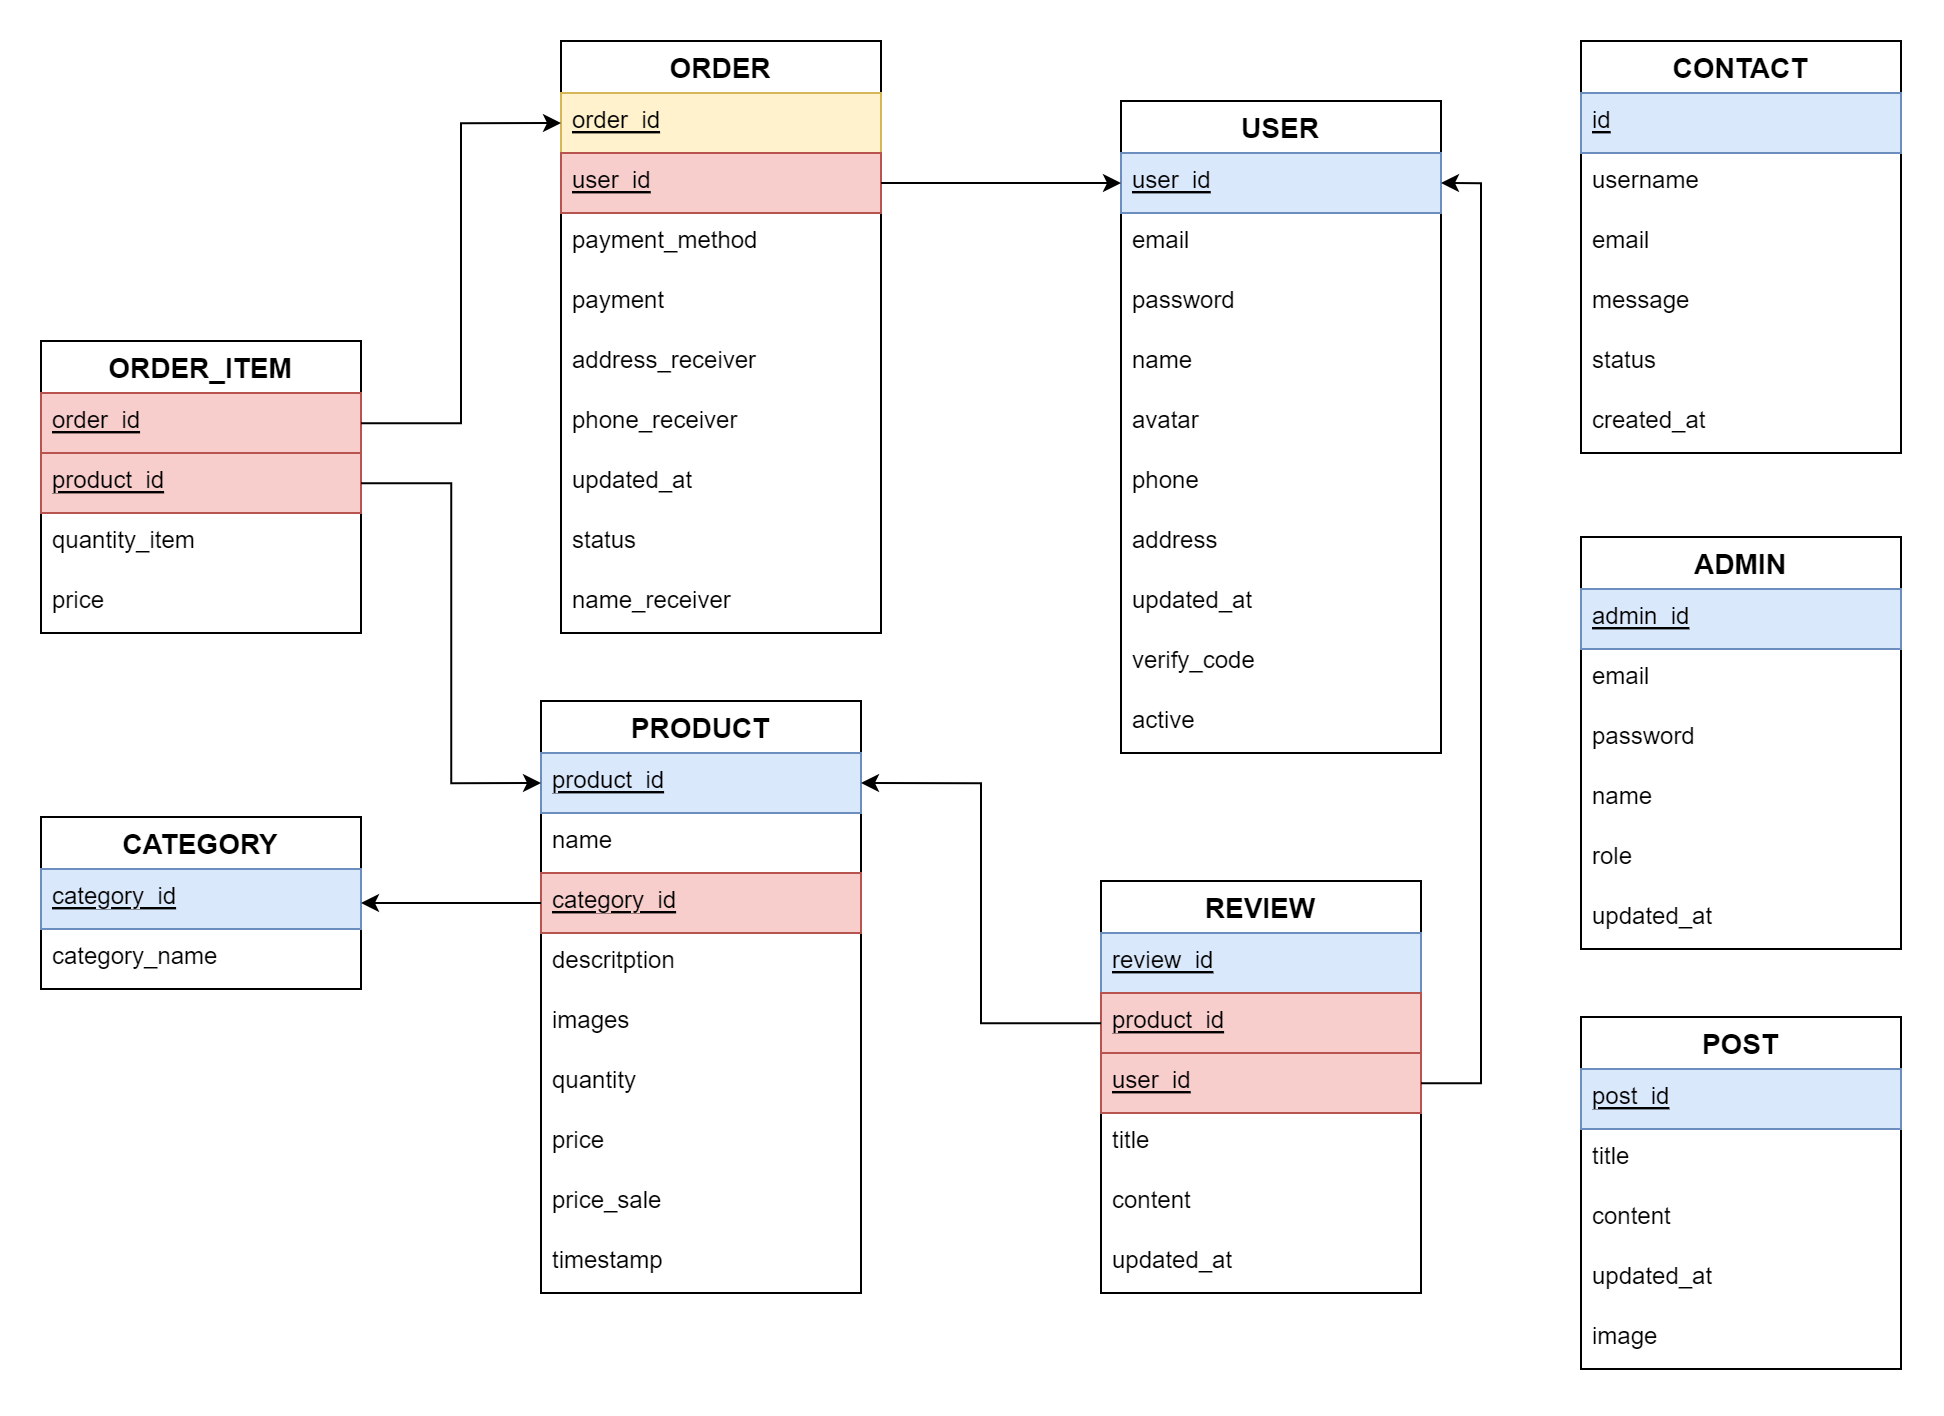 ORDER
order_id
user_id
payment_method
payment
address_receiver
phone_receiver
updated_at
status
name_receiver
USER
user_id
email
password
name
avatar
phone
address
updated_at
verify_code
active
CONTACT
id
username
email
message
status
created_at
ORDER_ITEM
order_id
product_id
quantity_item
price
ADMIN
admin_id
email
password
name
role
updated_at
PRODUCT
product_id
name
category_id
descritption
images
quantity
price
price_sale
timestamp
CATEGORY
category_id
category_name
REVIEW
review_id
product_id
user_id
title
content
updated_at
POST
post_id
title
content
updated_at
image